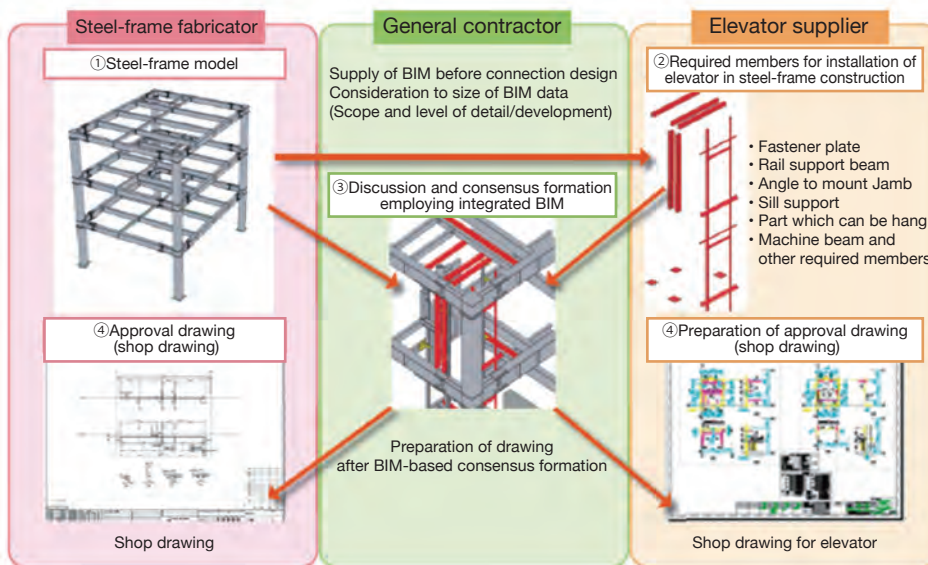 Steel-frame fabricator
General contractor
Elevator supplier
①Steel-frame model
Supply of BIM before connection design
Consideration to size of BIM data
(Scope and level of detail/development)
②Required members for installation of
elevator in steel-frame construction
• Fastener plate
• Rail support beam
• Angle to mount Jamb
• Sill support
• Part which can be hang
• Machine beam and
other required members
③Discussion and consensus formation
employing integrated BIM
④Approval drawing
(shop drawing)
④Preparation of approval drawing
(shop drawing)
Preparation of drawing
after BIM-based consensus formation
Shop drawing
Shop drawing for elevator